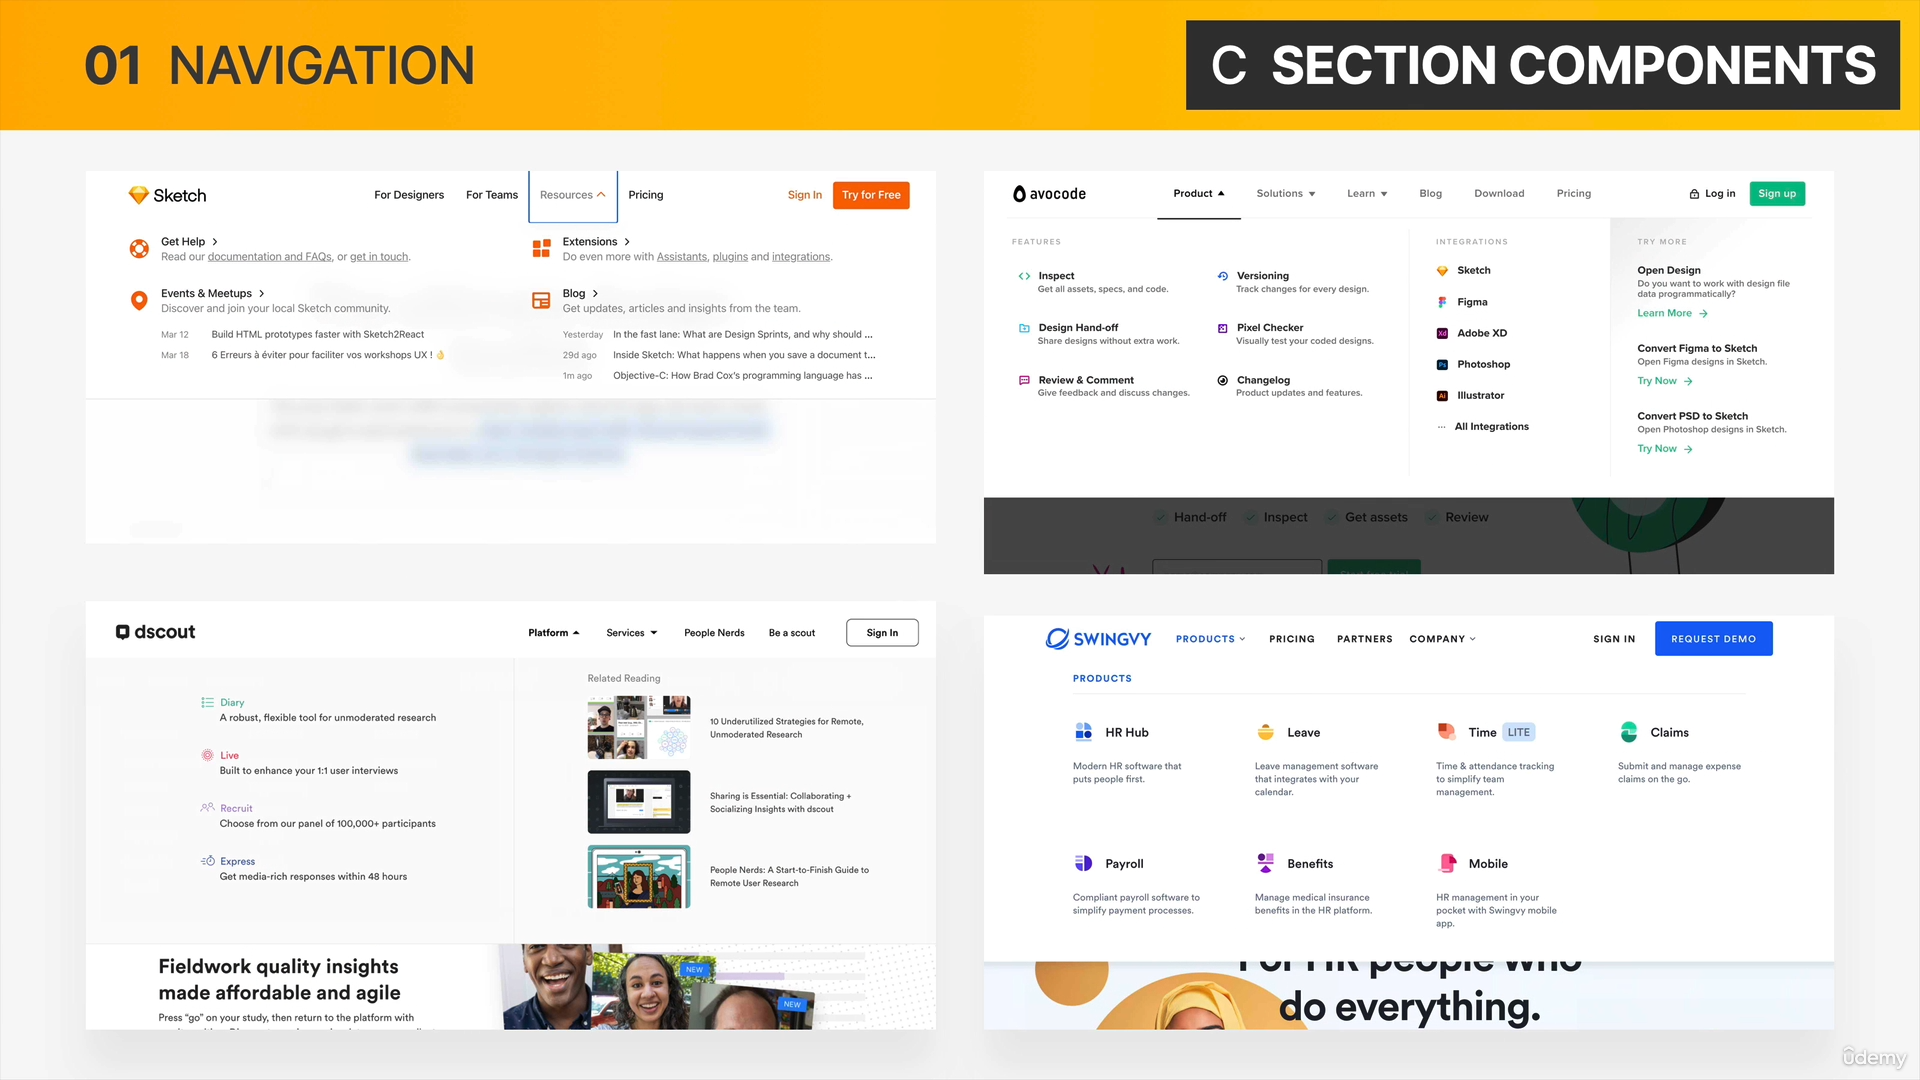 01 NAVIGATION
C SECTION COMPONENTS
Sketch
For Designers
For Teams
Resources
Pricing
Sign In
Try for Free
Get Help
Read our documentation and FAQs, or get in touch.
Extensions
Do even more with Assistants, plugins and integrations.
Events & Meetups
Discover and join your local Sketch community.
Mar 12 Build HTML prototypes faster with Sketch2React
Mar 18 6 Erreurs à éviter pour faciliter vos workshops UX ! 👌
Blog
Get updates, articles and insights from the team.
Yesterday In the fast lane: What are Design Sprints, and why should ...
29d ago Inside Sketch: What happens when you save a document t...
1m ago Objective-C: How Brad Cox's programming language has ...
avocode
Product
Solutions
Learn
Blog
Download
Pricing
Log in
Sign up
FEATURES
Inspect
Get all assets, specs, and code.
Versioning
Track changes for every design.
Design Hand-off
Share designs without extra work.
Pixel Checker
Visually test your coded designs.
Review & Comment
Give feedback and discuss changes.
Changelog
Product updates and features.
INTEGRATIONS
Sketch
Figma
Xd Adobe XD
Ps Photoshop
Ai Illustrator
... All Integrations
TRY MORE
Open Design
Do you want to work with design file
data programmatically?
Learn More →
Convert Figma to Sketch
Open Figma designs in Sketch.
Try Now →
Convert PSD to Sketch
Open Photoshop designs in Sketch.
Try Now →
Hand-off
Inspect
Get assets
Review
Start free trial
dscout
Platform
Services
People Nerds
Be a scout
Sign In
Diary
A robust, flexible tool for unmoderated research
Live
Built to enhance your 1:1 user interviews
Recruit
Choose from our panel of 100,000+ participants
Express
Get media-rich responses within 48 hours
Related Reading
10 Underutilized Strategies for Remote,
Unmoderated Research
Sharing is Essential: Collaborating +
Socializing Insights with dscout
People Nerds: A Start-to-Finish Guide to
Remote User Research
Fieldwork quality insights
made affordable and agile
Press “go” on your study, then return to the platform with
NEW
NEW
SWINGVY
PRODUCTS
PRICING
PARTNERS
COMPANY
SIGN IN
REQUEST DEMO
PRODUCTS
HR Hub
Modern HR software that
puts people first.
Leave
Leave management software
that integrates with your
calendar.
Time LITE
Time & attendance tracking
to simplify team
management.
Claims
Submit and manage expense
claims on the go.
Payroll
Compliant payroll software to
simplify payment processes.
Benefits
Manage medical insurance
benefits in the HR platform.
Mobile
HR management in your
pocket with Swingvy mobile
app.
For HR people who
do everything.
ûdemy